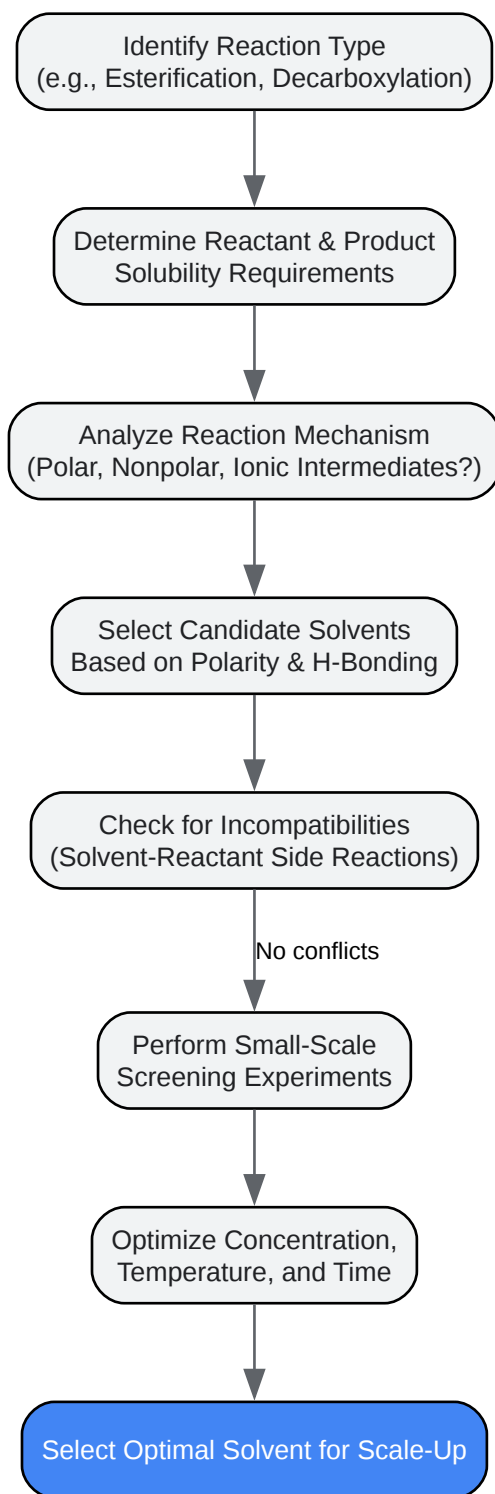 Identify Reaction Type
(e.g., Esterification, Decarboxylation)
Determine Reactant & Product
Solubility Requirements
Analyze Reaction Mechanism
(Polar, Nonpolar, Ionic Intermediates?)
Select Candidate Solvents
Based on Polarity & H-Bonding
Check for Incompatibilities
(Solvent-Reactant Side Reactions)
No conflicts
Perform Small-Scale
Screening Experiments
Optimize Concentration,
Temperature, and Time
Select Optimal Solvent for Scale-Up